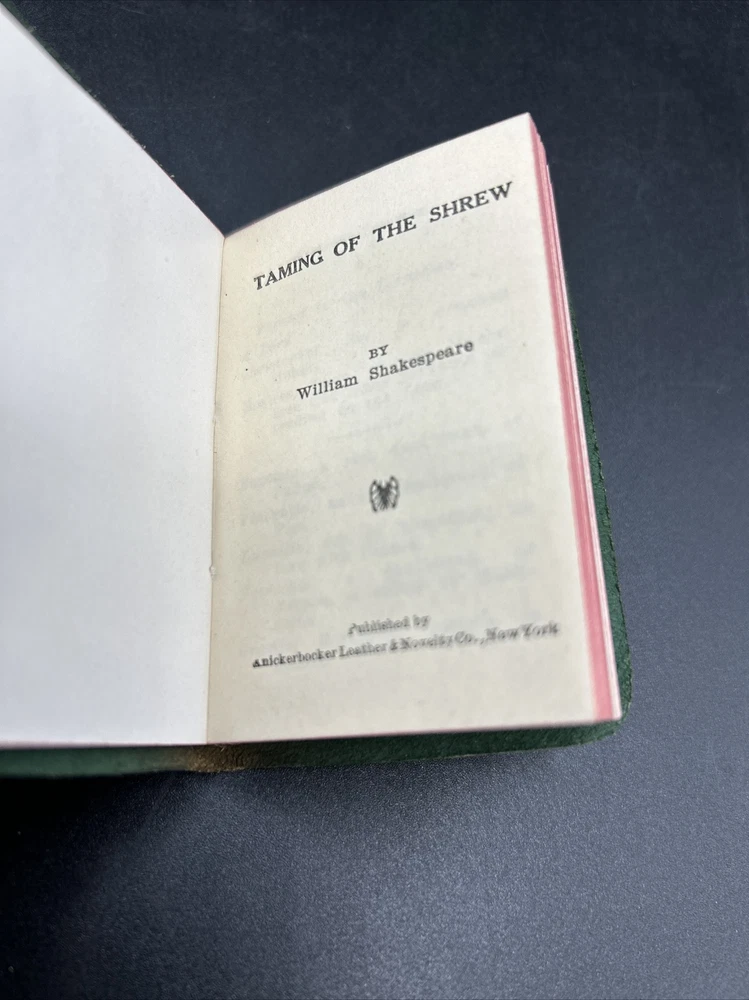 TAMING OF THE SHREW
BY
William Shakespeare
Published by
Knickerbocker Leather & Novelty Co., New York